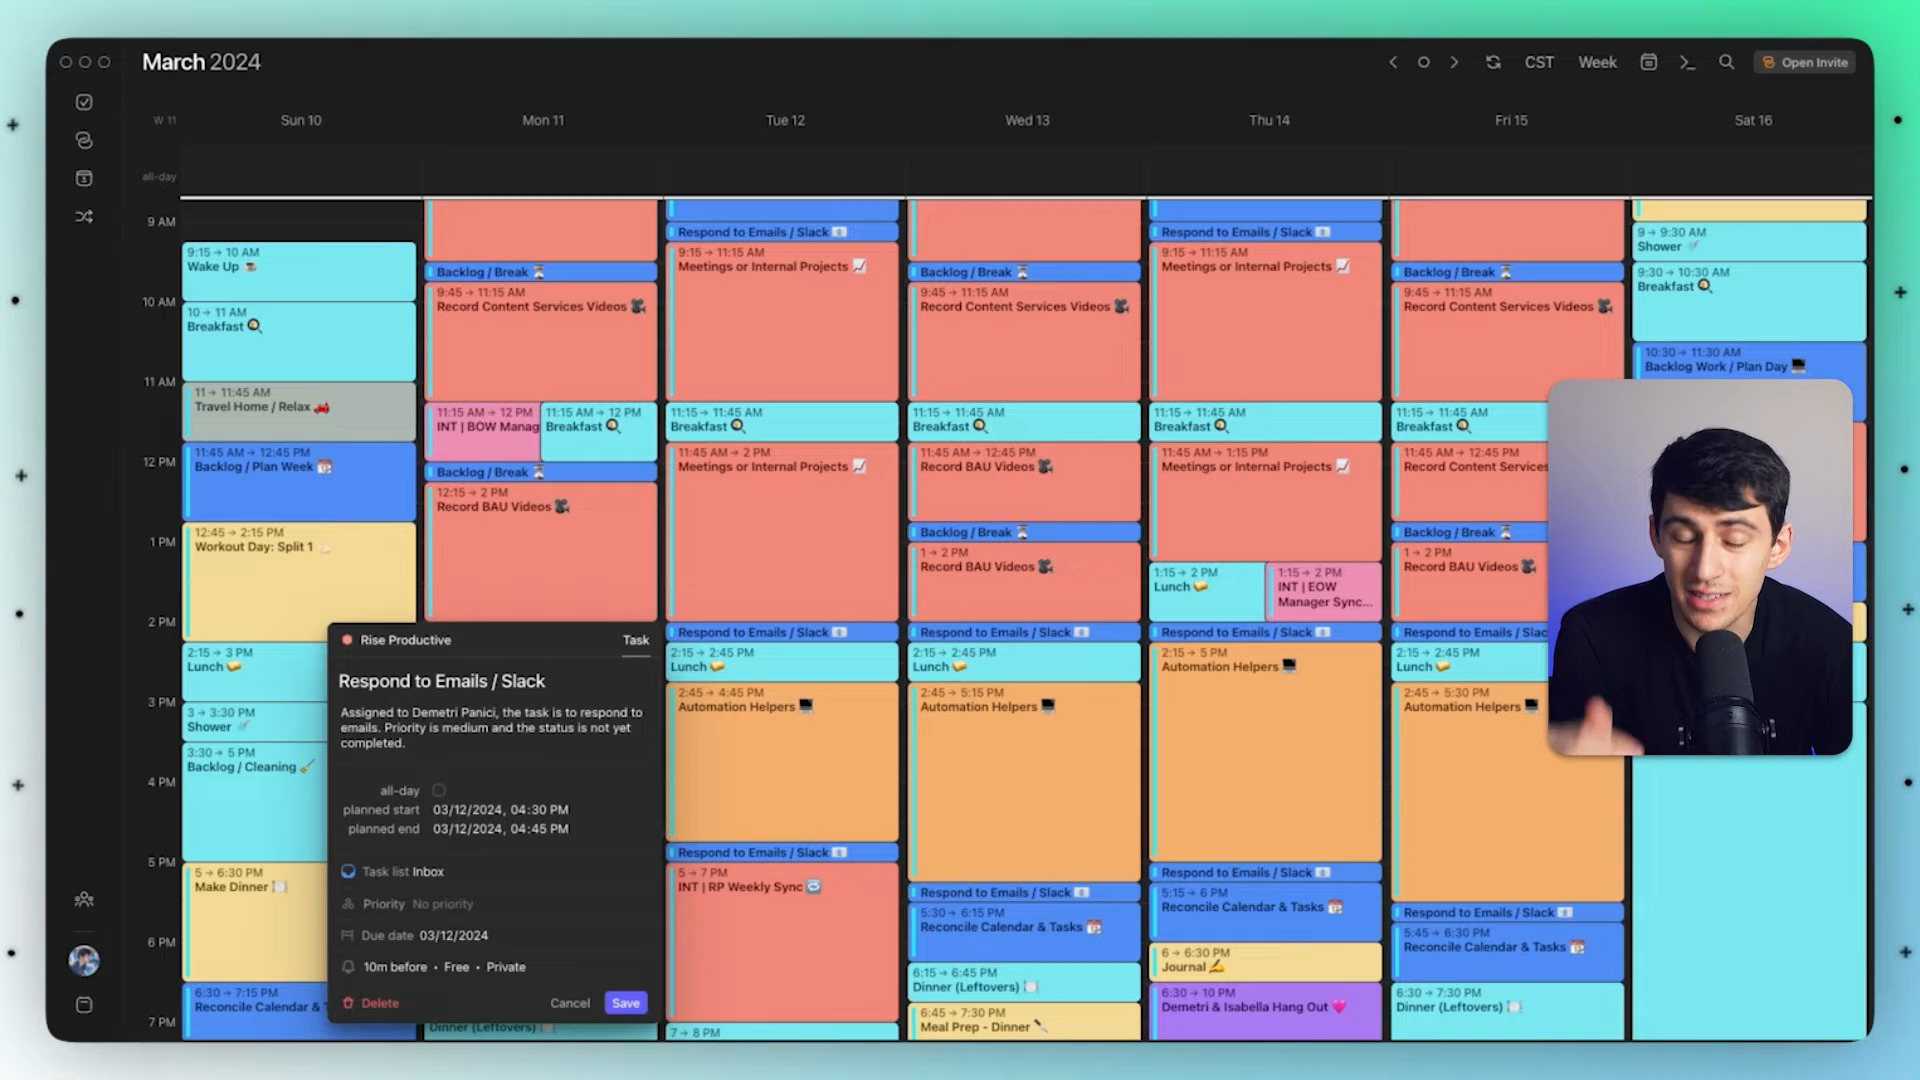 March 2024
CST
Week
Open Invite
W 11
Sun 10
Mon 11
Tue 12
Wed 13
Thu 14
Fri 15
Sat 16
all-day
9 AM
10 AM
11 AM
12 PM
1 PM
2 PM
3 PM
4 PM
5 PM
6 PM
7 PM
9:15 → 10 AM
Wake Up
10 → 11 AM
Breakfast
11 → 11:45 AM
Travel Home / Relax
11:45 AM → 12:45 PM
Backlog / Plan Week
12:45 → 2:15 PM
Workout Day: Split 1
2:15 → 3 PM
Lunch
3 → 3:30 PM
Shower
3:30 → 5 PM
Backlog / Cleaning
5 → 6:30 PM
Make Dinner
6:30 → 7:15 PM
Reconcile Calendar &
Backlog / Break
9:45 → 11:15 AM
Record Content Services Videos
11:15 AM → 12 PM
INT | BOW Manag
11:15 AM → 12 PM
Breakfast
Backlog / Break
12:15 → 2 PM
Record BAU Videos
Rise Productive
Task
Respond to Emails / Slack
Assigned to Demetri Panici, the task is to respond to
emails. Priority is medium and the status is not yet
completed.
all-day
planned start 03/12/2024, 04:30 PM
planned end 03/12/2024, 04:45 PM
Task list Inbox
Priority No priority
Due date 03/12/2024
10m before • Free • Private
Delete
Cancel
Save
Dinner (Leftovers)
Respond to Emails / Slack
9:15 → 11:15 AM
Meetings or Internal Projects
11:15 → 11:45 AM
Breakfast
11:45 AM → 2 PM
Meetings or Internal Projects
Respond to Emails / Slack
2:15 → 2:45 PM
Lunch
2:45 → 4:45 PM
Automation Helpers
Respond to Emails / Slack
5 → 7 PM
INT | RP Weekly Sync
7 → 8 PM
Backlog / Break
9:45 → 11:15 AM
Record Content Services Videos
11:15 → 11:45 AM
Breakfast
11:45 AM → 12:45 PM
Record BAU Videos
Backlog / Break
1 → 2 PM
Record BAU Videos
Respond to Emails / Slack
2:15 → 2:45 PM
Lunch
2:45 → 5:15 PM
Automation Helpers
Respond to Emails / Slack
5:30 → 6:15 PM
Reconcile Calendar & Tasks
6:15 → 6:45 PM
Dinner (Leftovers)
6:45 → 7:30 PM
Meal Prep - Dinner
Respond to Emails / Slack
9:15 → 11:15 AM
Meetings or Internal Projects
11:15 → 11:45 AM
Breakfast
11:45 AM → 1:15 PM
Meetings or Internal Projects
1:15 → 2 PM
Lunch
1:15 → 2 PM
INT | EOW
Manager Sync...
Respond to Emails / Slack
2:15 → 5 PM
Automation Helpers
Respond to Emails / Slack
5:15 → 6 PM
Reconcile Calendar & Tasks
6 → 6:30 PM
Journal
6:30 → 10 PM
Demetri & Isabella Hang Out
Backlog / Break
9:45 → 11:15 AM
Record Content Services Videos
11:15 → 11:45 AM
Breakfast
11:45 AM → 12:45 PM
Record Content Services
Backlog / Break
1 → 2 PM
Record BAU Videos
Respond to Emails / Slac
2:15 → 2:45 PM
Lunch
2:45 → 5:30 PM
Automation Helpers
Respond to Emails / Slack
5:45 → 6:30 PM
Reconcile Calendar & Tasks
6:30 → 7:30 PM
Dinner (Leftovers)
9 → 9:30 AM
Shower
9:30 → 10:30 AM
Breakfast
10:30 → 11:30 AM
Backlog Work / Plan Day